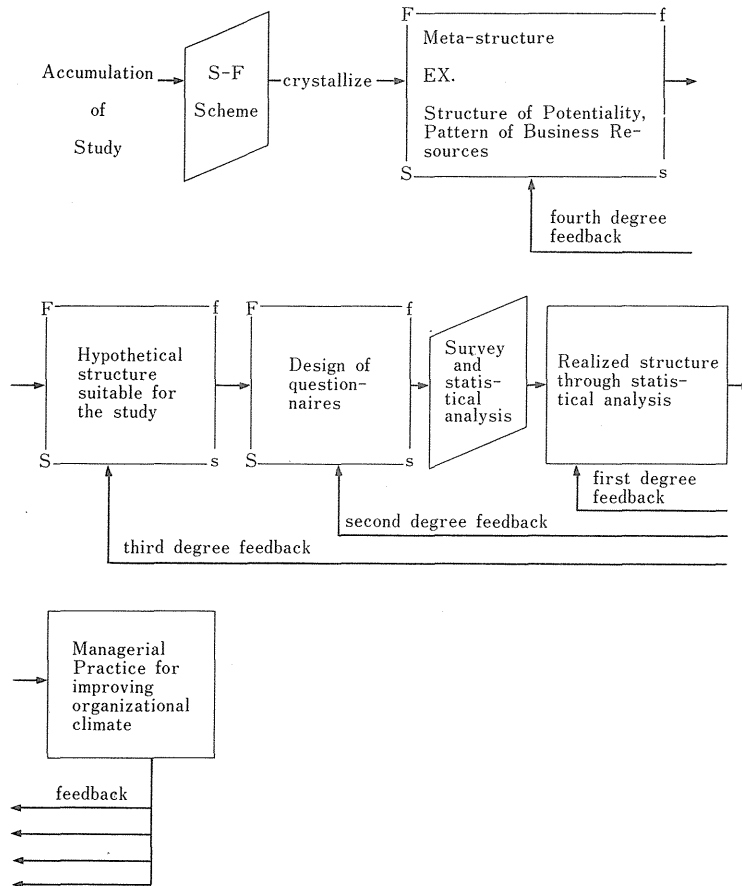 Accumulation
of
Study
S-F
Scheme
crystallize
F f
Meta-structure
EX.
Structure of Potentiality,
Pattern of Business Re-
sources
S s
fourth degree
feedback
F f
Hypothetical
structure
suitable for
the study
S s
F f
Design of
question-
naires
S s
Survey
and
statis-
tical
analysis
Realized structure
through statis-
tical analysis
first degree
feedback
second degree feedback
third degree feedback
Managerial
Practice for
improving
organizational
climate
feedback